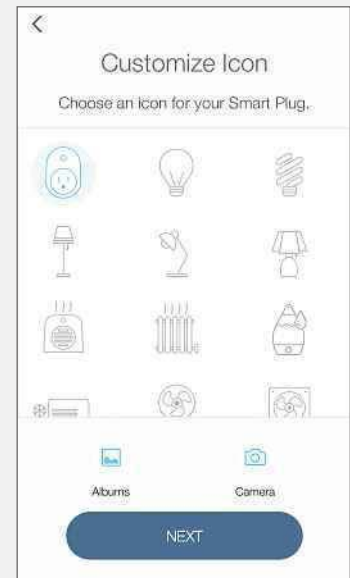 Customize Icon
Choose an icon for your Smart Plug.
Albums
Camera
NEXT